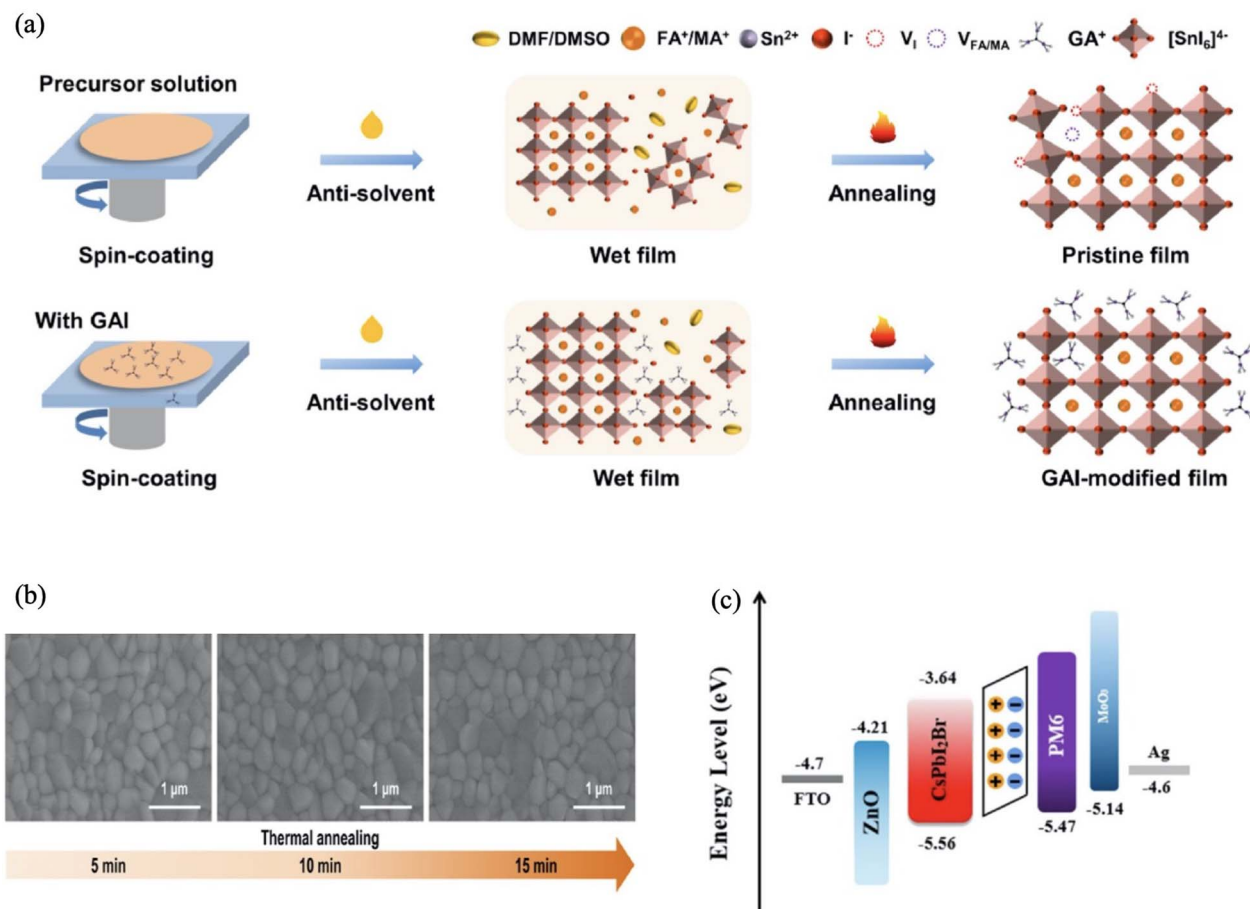 (a)
DMF/DMSO FA⁺/MA⁺ Sn²⁺ I⁻ V_I V_FA/MA GA⁺ [SnI₆]⁴⁻
Precursor solution
Anti-solvent
Annealing
Spin-coating
Wet film
Pristine film
With GAI
Anti-solvent
Annealing
Spin-coating
Wet film
GAI-modified film
(b)
1 μm
1 μm
1 μm
Thermal annealing
5 min
10 min
15 min
(c)
Energy Level (eV)
-4.7
FTO
-4.21
ZnO
-3.64
CsPbI₂Br
-5.56
+ −
+ −
+ −
+ −
PM6
-5.47
MoO₃
-5.14
Ag
-4.6